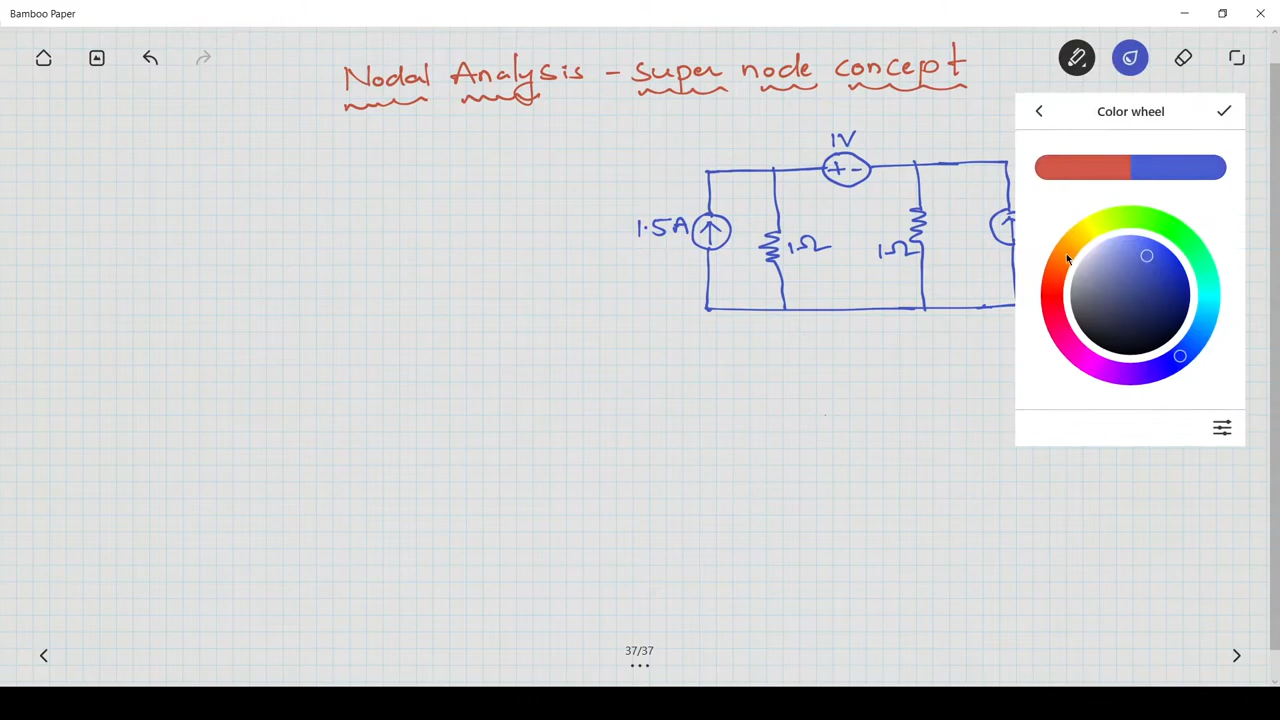 Bamboo Paper
Nodal Analysis - super node concept
Color wheel
1V
+ -
1.5A
1Ω
1Ω
37/37